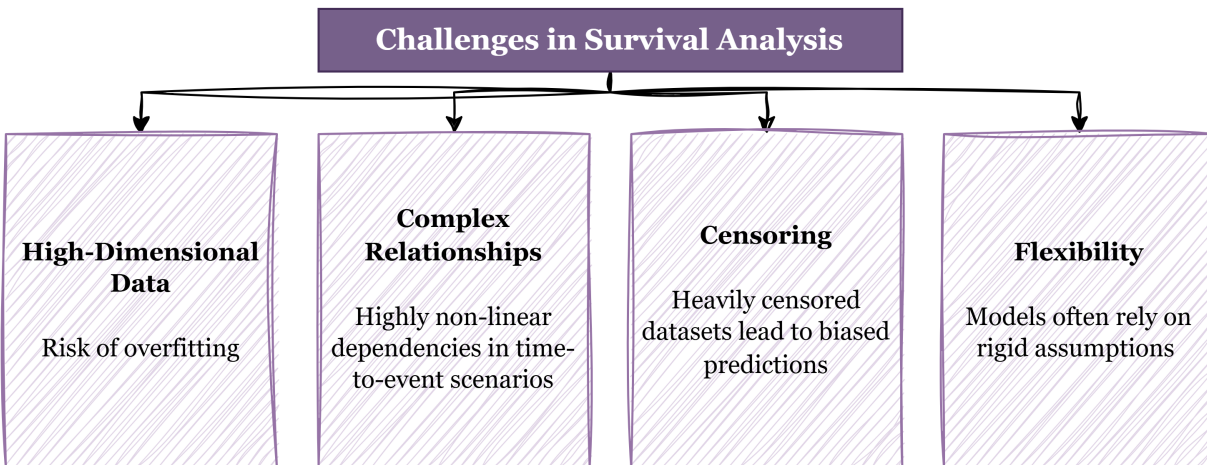 Challenges in Survival Analysis
High-Dimensional
Data
Risk of overfitting
Complex
Relationships
Highly non-linear
dependencies in time-
to-event scenarios
Censoring
Heavily censored
datasets lead to biased
predictions
Flexibility
Models often rely on
rigid assumptions